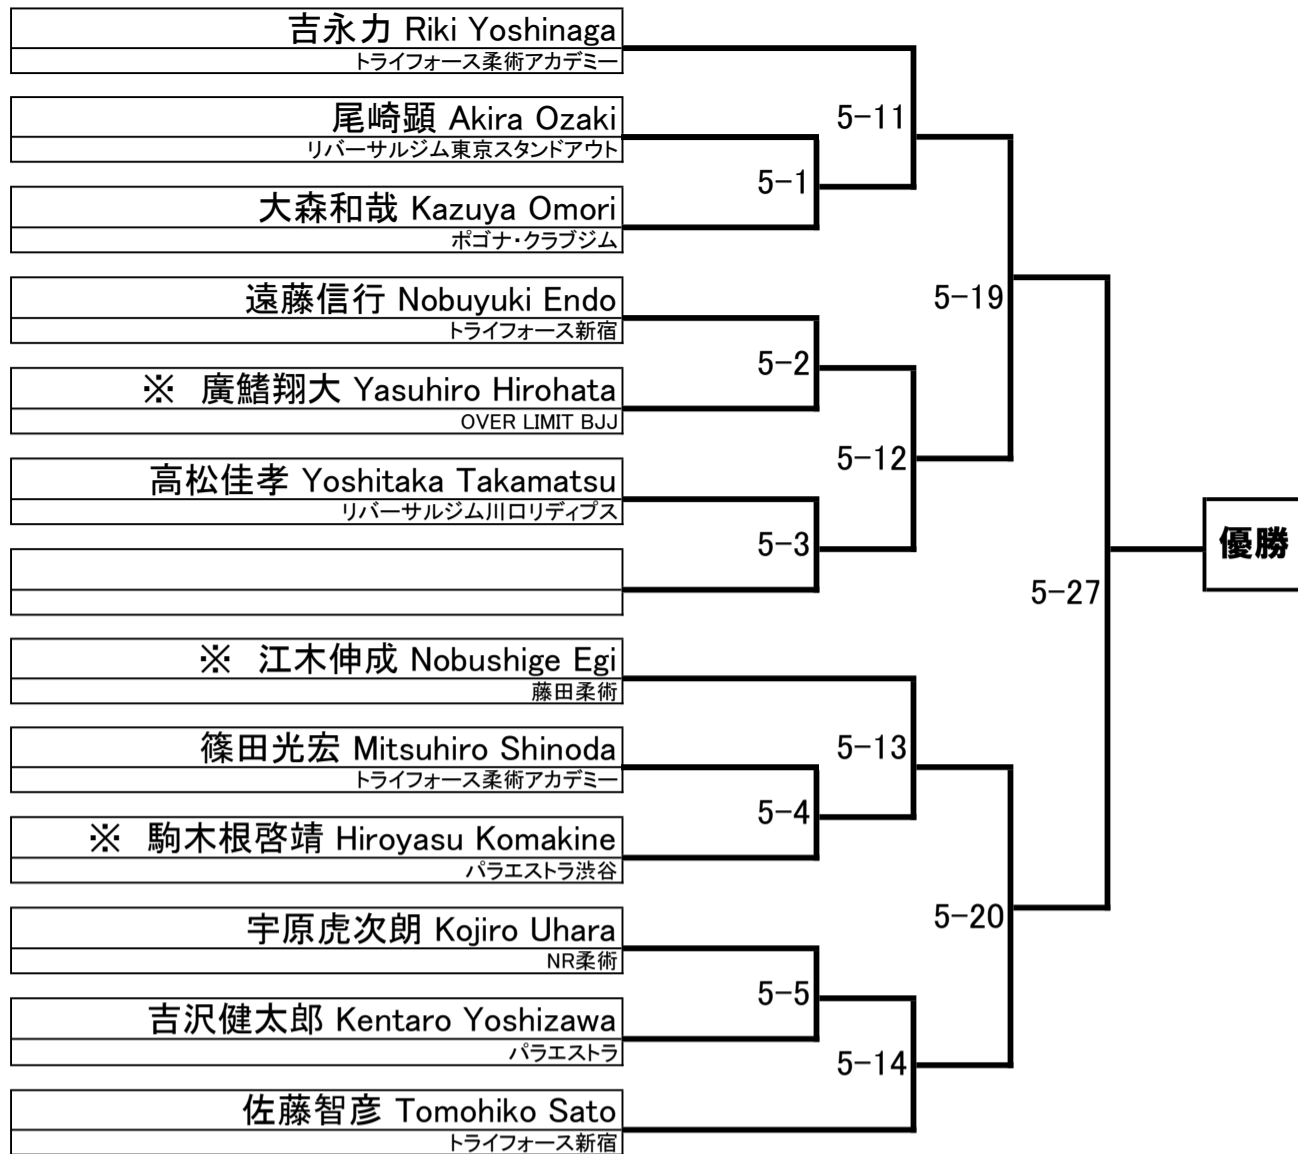 吉永力 Riki Yoshinaga
トライフォース柔術アカデミー
尾崎顕 Akira Ozaki
リバーサルジム東京スタンドアウト
5-11
5-1
大森和哉 Kazuya Omori
ポゴナ・クラブジム
遠藤信行 Nobuyuki Endo
トライフォース新宿
5-19
5-2
※ 廣鰭翔大 Yasuhiro Hirohata
OVER LIMIT BJJ
5-12
高松佳孝 Yoshitaka Takamatsu
リバーサルジム川口リディプス
5-3
優勝
5-27
※ 江木伸成 Nobushige Egi
藤田柔術
篠田光宏 Mitsuhiro Shinoda
トライフォース柔術アカデミー
5-13
5-4
※ 駒木根啓靖 Hiroyasu Komakine
パラエストラ渋谷
宇原虎次朗 Kojiro Uhara
NR柔術
5-20
5-5
吉沢健太郎 Kentaro Yoshizawa
パラエストラ
5-14
佐藤智彦 Tomohiko Sato
トライフォース新宿